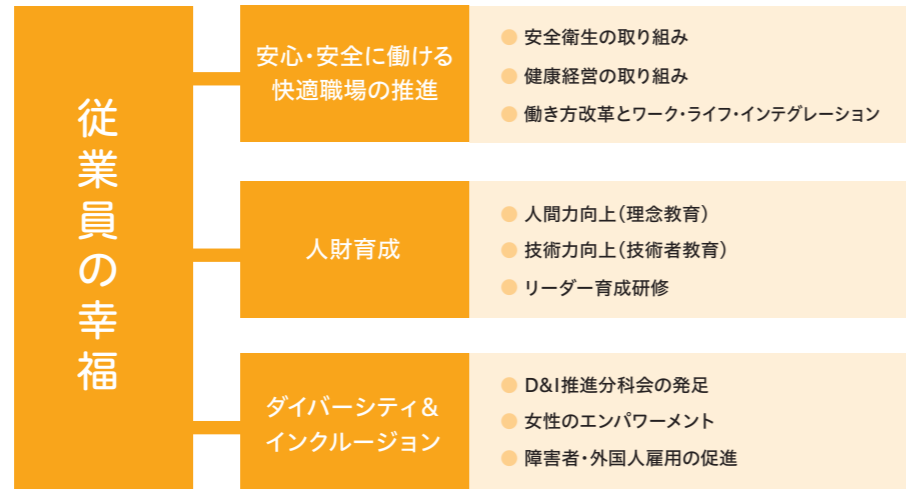 従業員の幸福
安心・安全に働ける
快適職場の推進
安全衛生の取り組み
健康経営の取り組み
働き方改革とワーク・ライフ・インテグレーション
人財育成
人間力向上(理念教育)
技術力向上(技術者教育)
リーダー育成研修
ダイバーシティ&
インクルージョン
D&I推進分科会の発足
女性のエンパワーメント
障害者・外国人雇用の促進